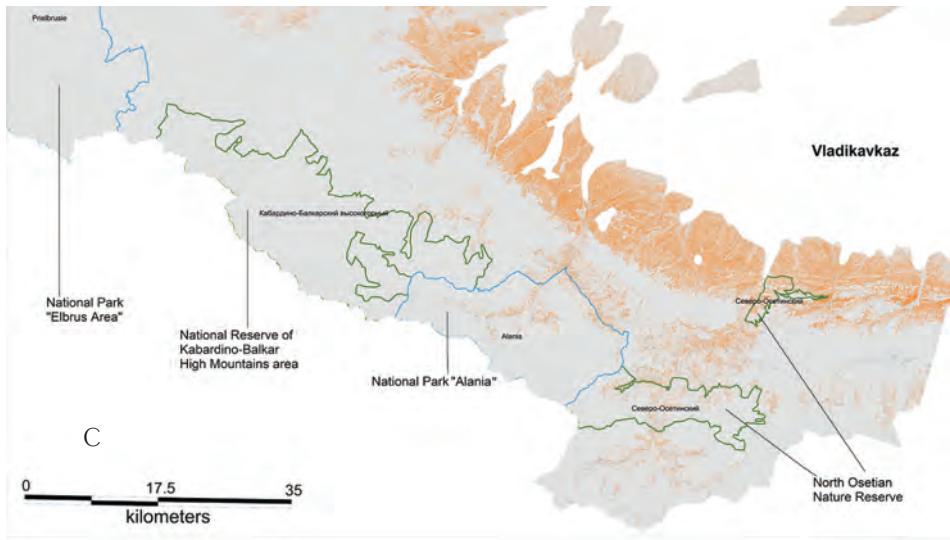 Prielbrusie
Vladikavkaz
Кабардино-Балкарский высокогорный
National Park
"Elbrus Area"
National Reserve of
Kabardino-Balkar
High Mountains area
Северо-Осетинский
Alania
National Park "Alania"
Северо-Осетинский
North Osetian
Nature Reserve
C
0 17.5 35
kilometers